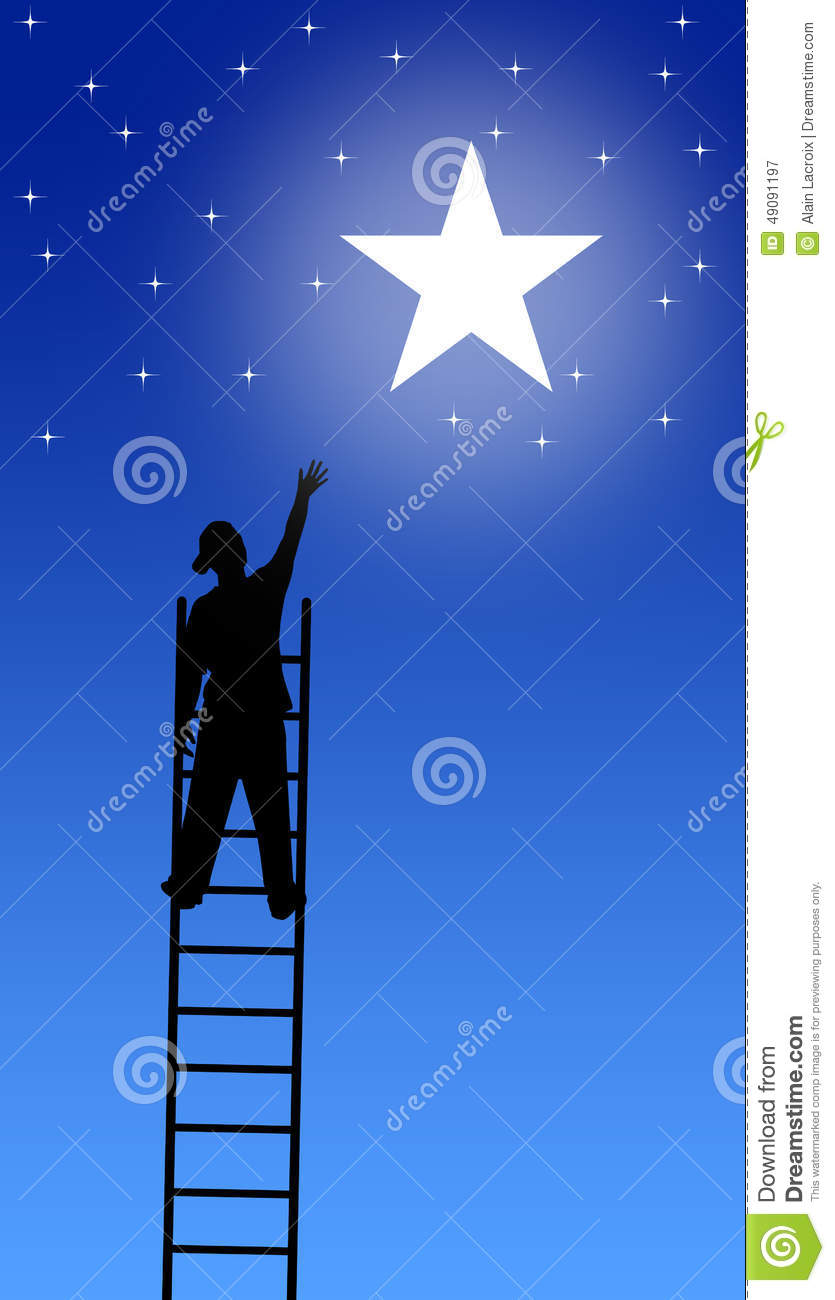 dreamstime
dreamstime
dreamstime
dreamstime
dreamstime
dreamstime
49091197
ID
Alain Lacroix | Dreamstime.com
©
Download from
Dreamstime.com
This watermarked comp image is for previewing purposes only.